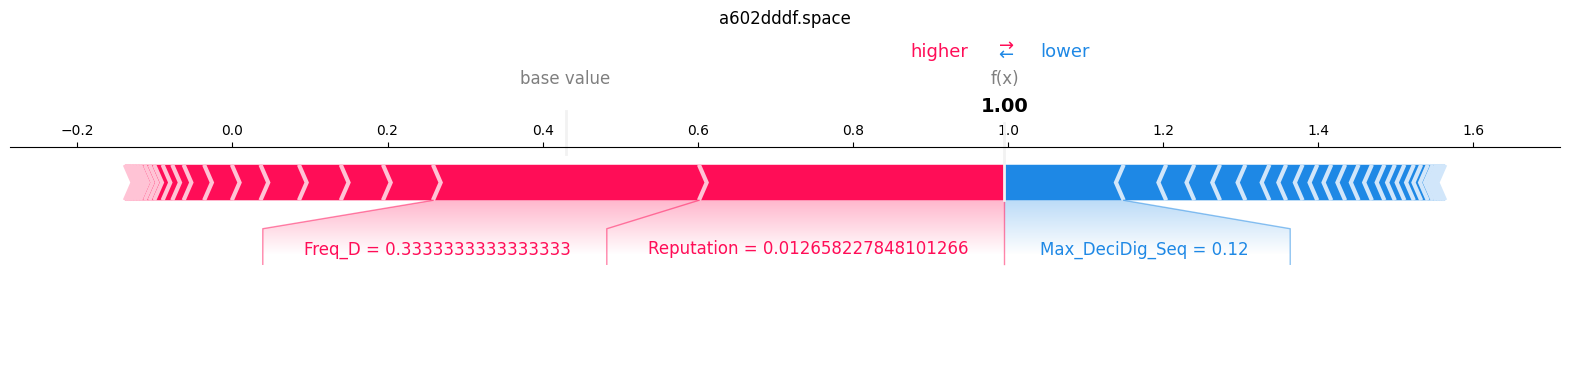 a602dddf.space
higher ⇄ lower
base value f(x)
1.00
−0.2 0.0 0.2 0.4 0.6 0.8 1.0 1.2 1.4 1.6
Freq_D = 0.3333333333333333 Reputation = 0.012658227848101266 Max_DeciDig_Seq = 0.12